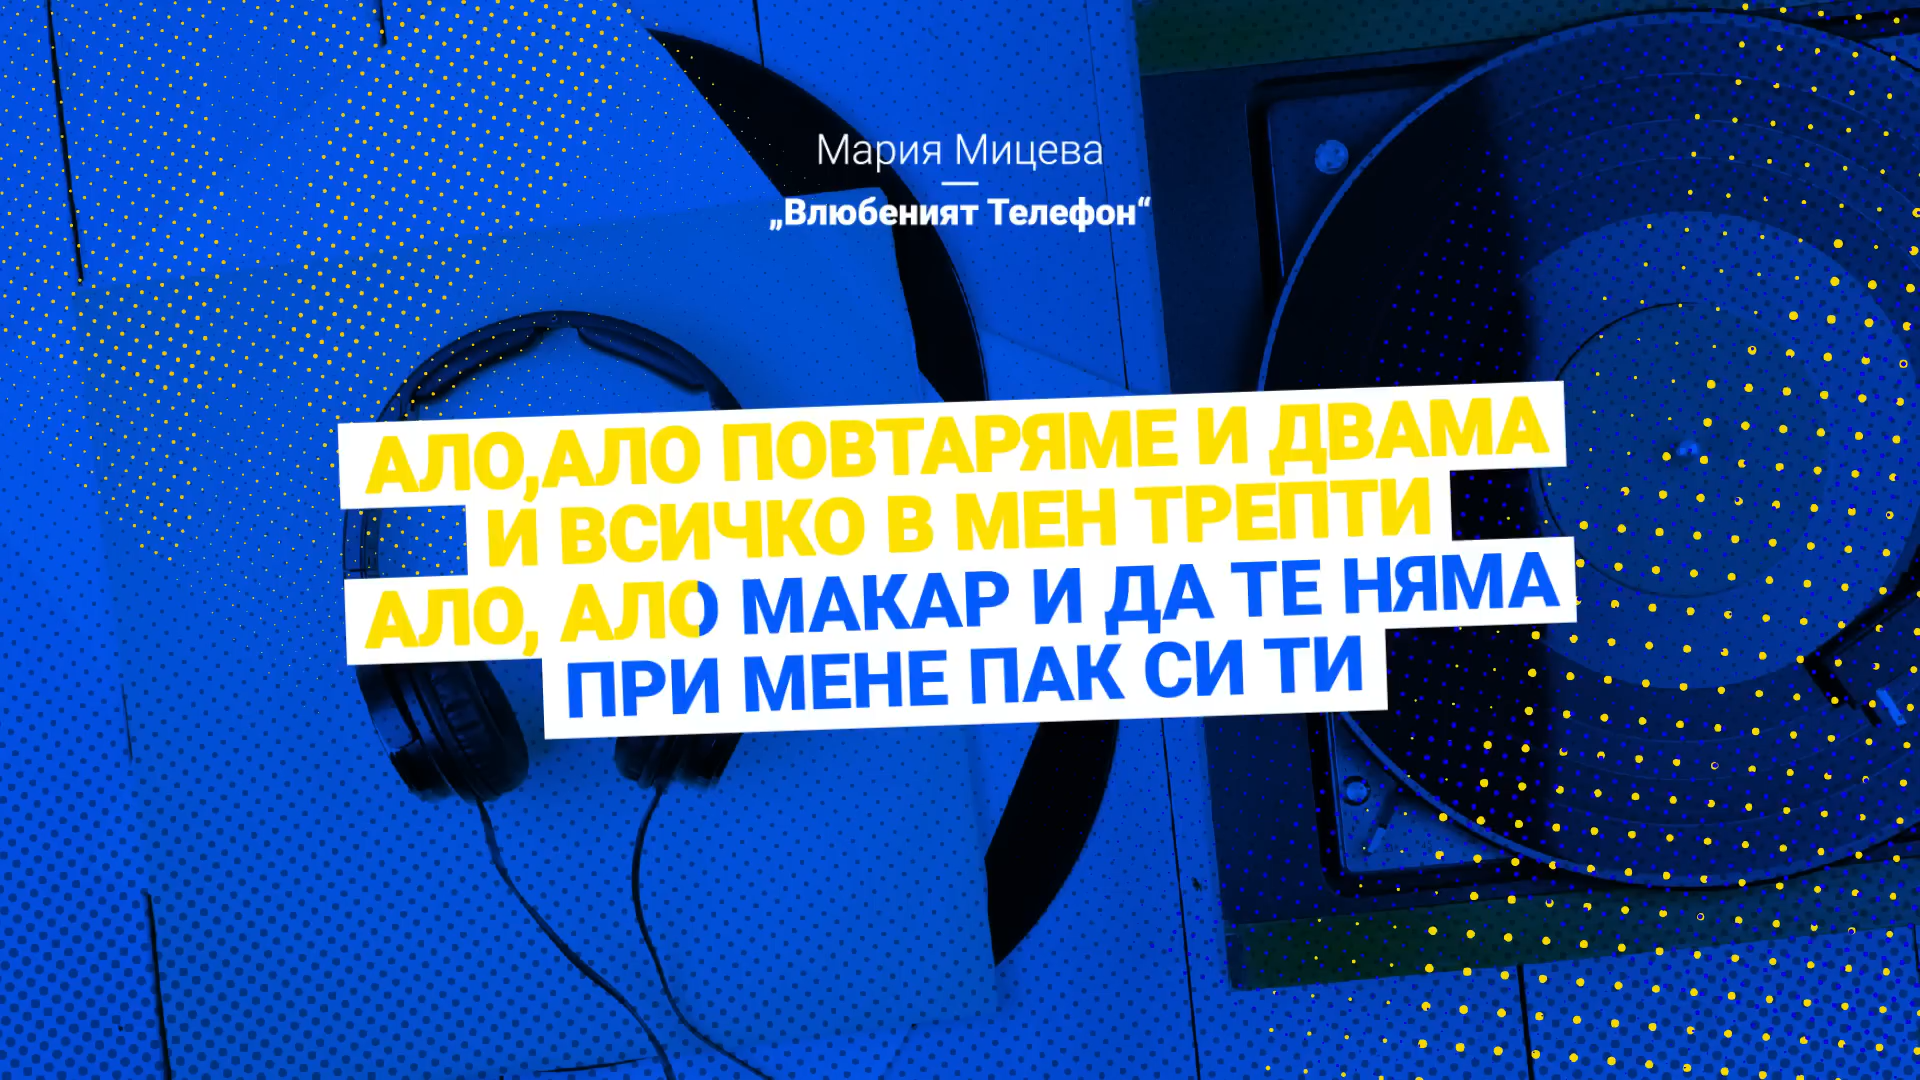 Мария Мицева
„Влюбеният Телефон“
АЛО,АЛО ПОВТАРЯМЕ И ДВАМА
И ВСИЧКО В МЕН ТРЕПТИ
АЛО, АЛО МАКАР И ДА ТЕ НЯМА
ПРИ МЕНЕ ПАК СИ ТИ